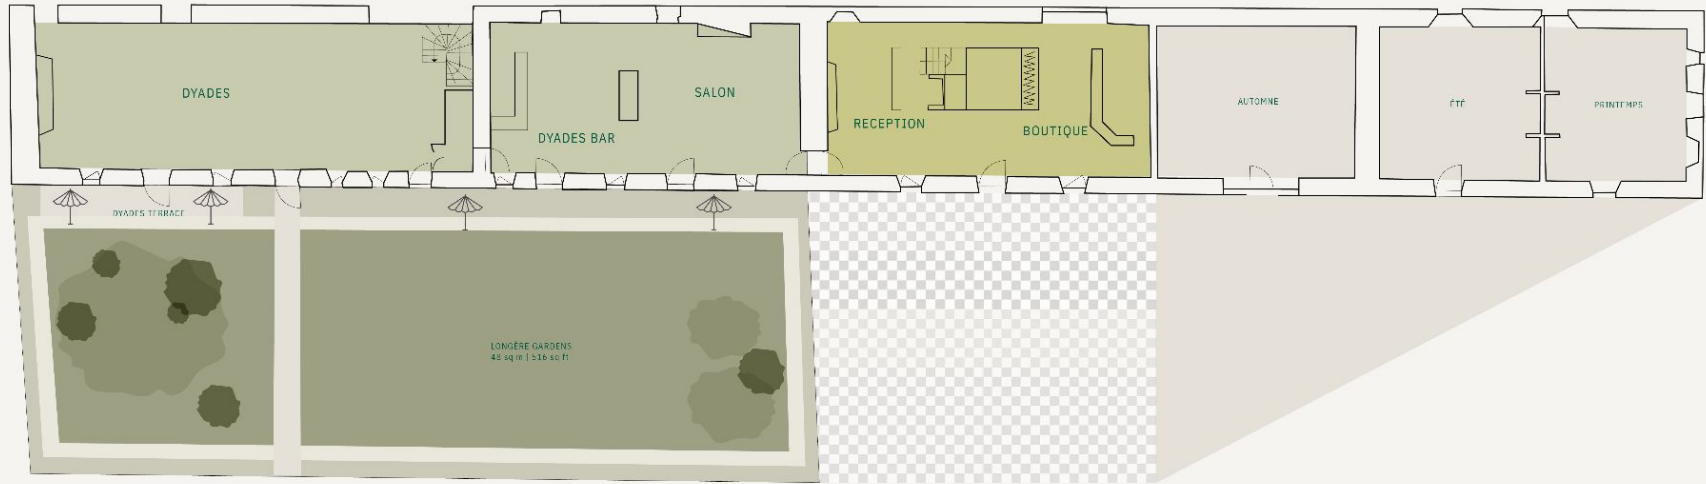 DYADES
SALON
DYADES BAR
RECEPTION
BOUTIQUE
AUTOMNE
ÉTÉ
PRINTEMPS
DYADES TERRACE
LONGÈRE GARDENS
48 sq m | 516 sq ft